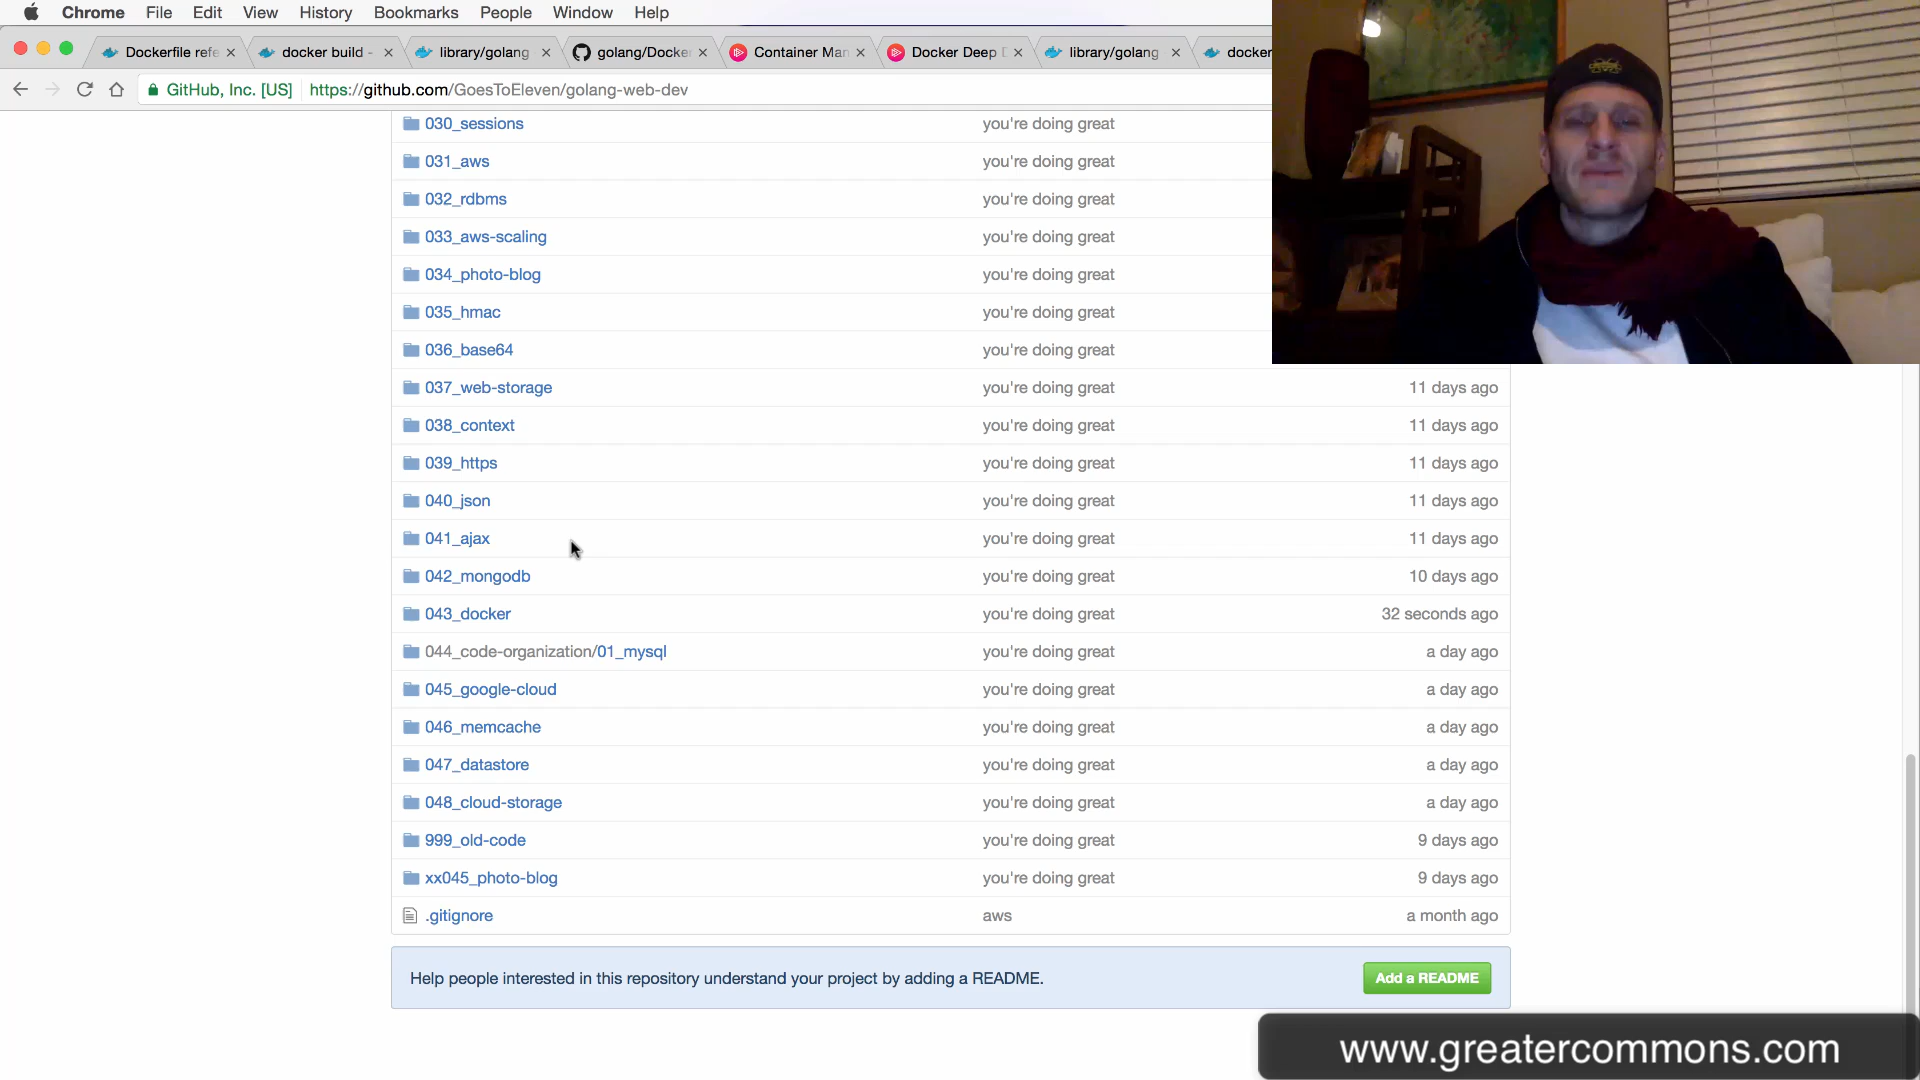 Chrome File Edit View History Bookmarks People Window Help
Dockerfile refe docker build - library/golang golang/Docker Container Man Docker Deep D library/golang docker
GitHub, Inc. [US] https://github.com/GoesToEleven/golang-web-dev
030_sessions you're doing great
031_aws you're doing great
032_rdbms you're doing great
033_aws-scaling you're doing great
034_photo-blog you're doing great
035_hmac you're doing great
036_base64 you're doing great
037_web-storage you're doing great 11 days ago
038_context you're doing great 11 days ago
039_https you're doing great 11 days ago
040_json you're doing great 11 days ago
041_ajax you're doing great 11 days ago
042_mongodb you're doing great 10 days ago
043_docker you're doing great 32 seconds ago
044_code-organization/01_mysql you're doing great a day ago
045_google-cloud you're doing great a day ago
046_memcache you're doing great a day ago
047_datastore you're doing great a day ago
048_cloud-storage you're doing great a day ago
999_old-code you're doing great 9 days ago
xx045_photo-blog you're doing great 9 days ago
.gitignore aws a month ago
Help people interested in this repository understand your project by adding a README. Add a README
www.greatercommons.com